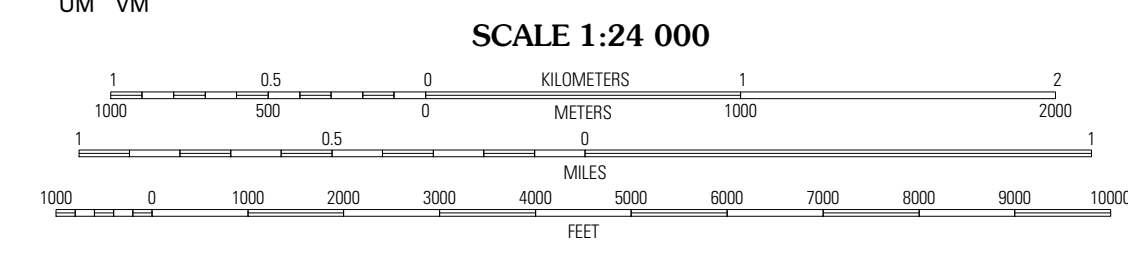 UM VM
SCALE 1:24 000
1 0.5 0 KILOMETERS 1 2
1000 500 0 METERS 1000 2000
1 0.5 0 1
MILES
1000 0 1000 2000 3000 4000 5000 6000 7000 8000 9000 10000
FEET